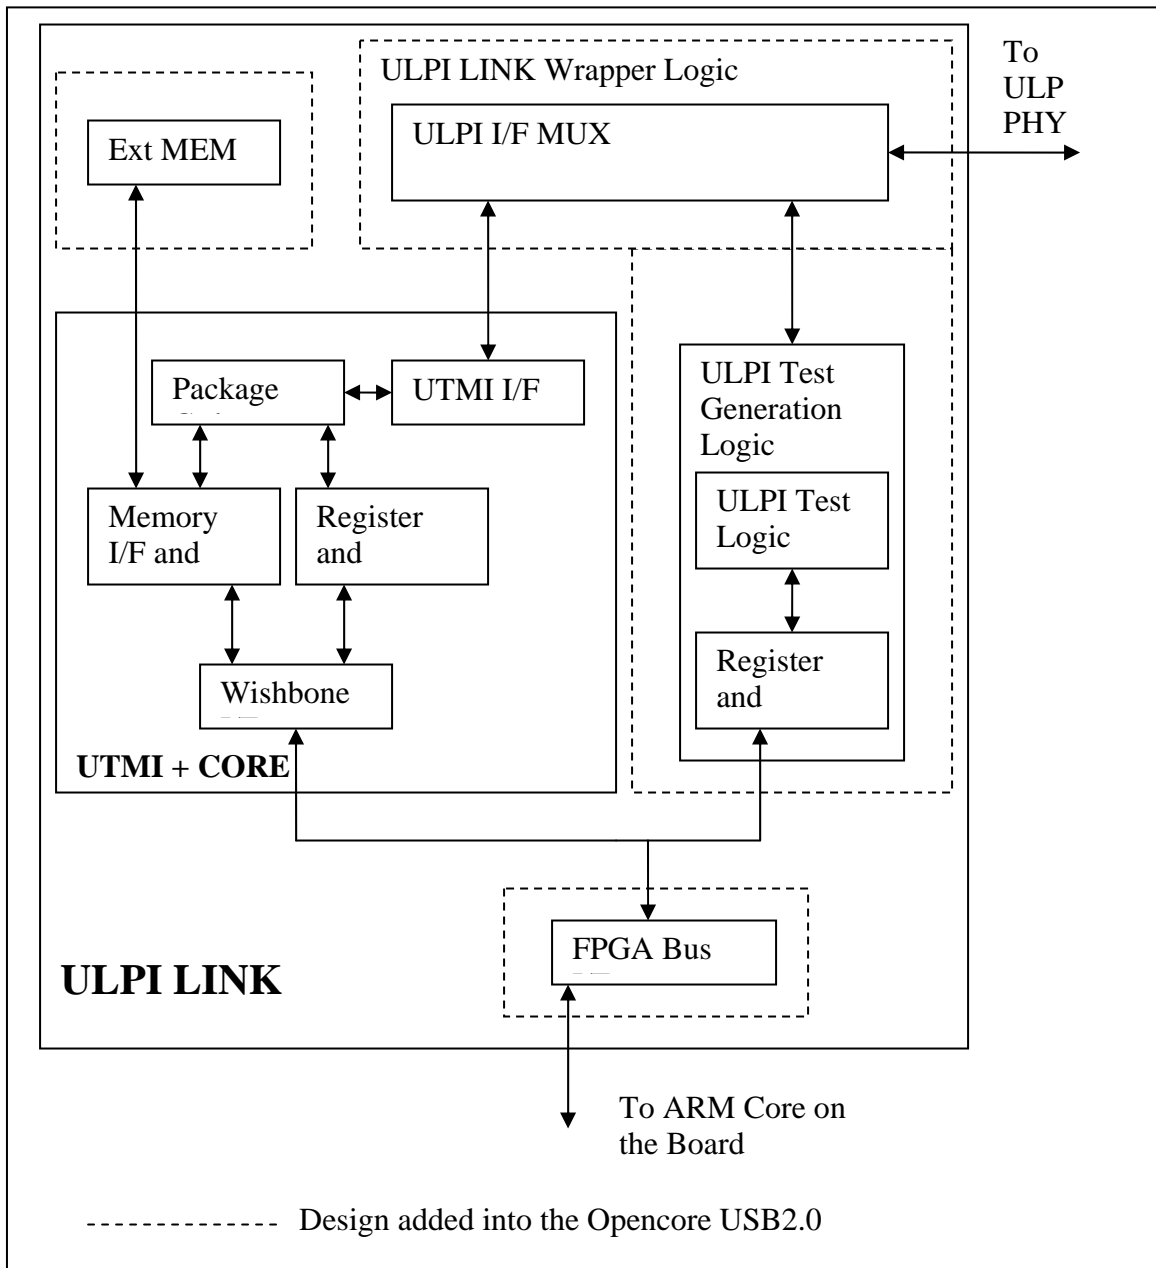 ULPI LINK Wrapper Logic
To
ULP
PHY
ULPI I/F MUX
Ext MEM
Package
UTMI I/F
ULPI Test
Generation
Logic
Memory
I/F and
Register
and
ULPI Test
Logic
Wishbone
Register
and
UTMI + CORE
FPGA Bus
ULPI LINK
To ARM Core on
the Board
Design added into the Opencore USB2.0